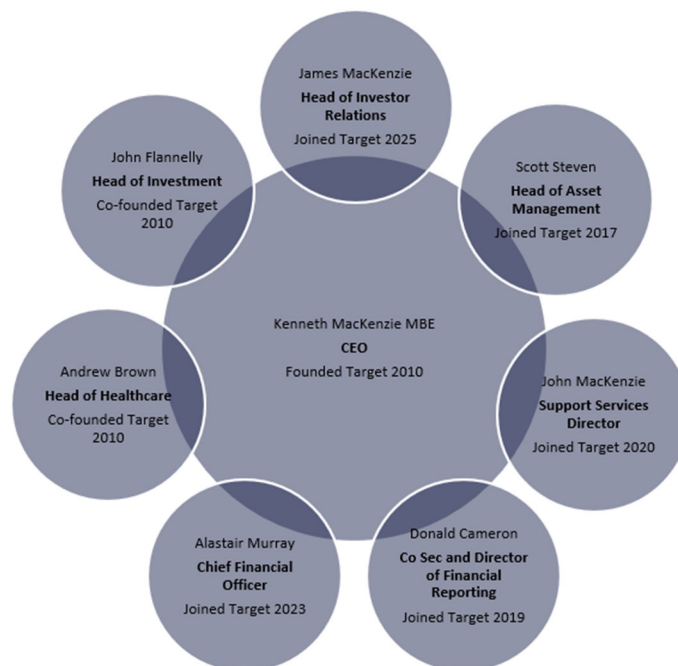 James MacKenzie
Head of Investor
Relations
Joined Target 2025
Scott Steven
Head of Asset
Management
Joined Target 2017
John MacKenzie
Support Services
Director
Joined Target 2020
Donald Cameron
Co Sec and Director
of Financial
Reporting
Joined Target 2019
Alastair Murray
Chief Financial
Officer
Joined Target 2023
Andrew Brown
Head of Healthcare
Co-founded Target
2010
John Flannelly
Head of Investment
Co-founded Target
2010
Kenneth MacKenzie MBE
CEO
Founded Target 2010